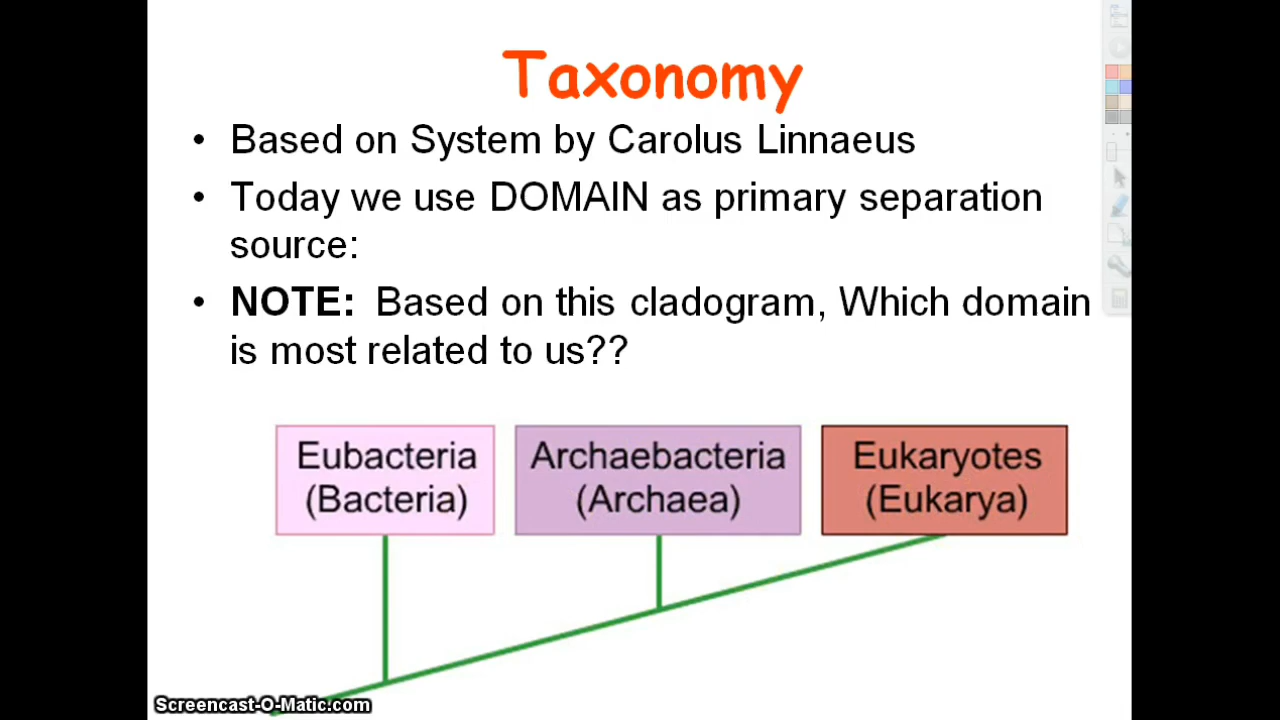 Taxonomy
• Based on System by Carolus Linnaeus
• Today we use DOMAIN as primary separation
source:
• NOTE: Based on this cladogram, Which domain
is most related to us??
Eubacteria
(Bacteria)
Archaebacteria
(Archaea)
Eukaryotes
(Eukarya)
Screencast-O-Matic.com